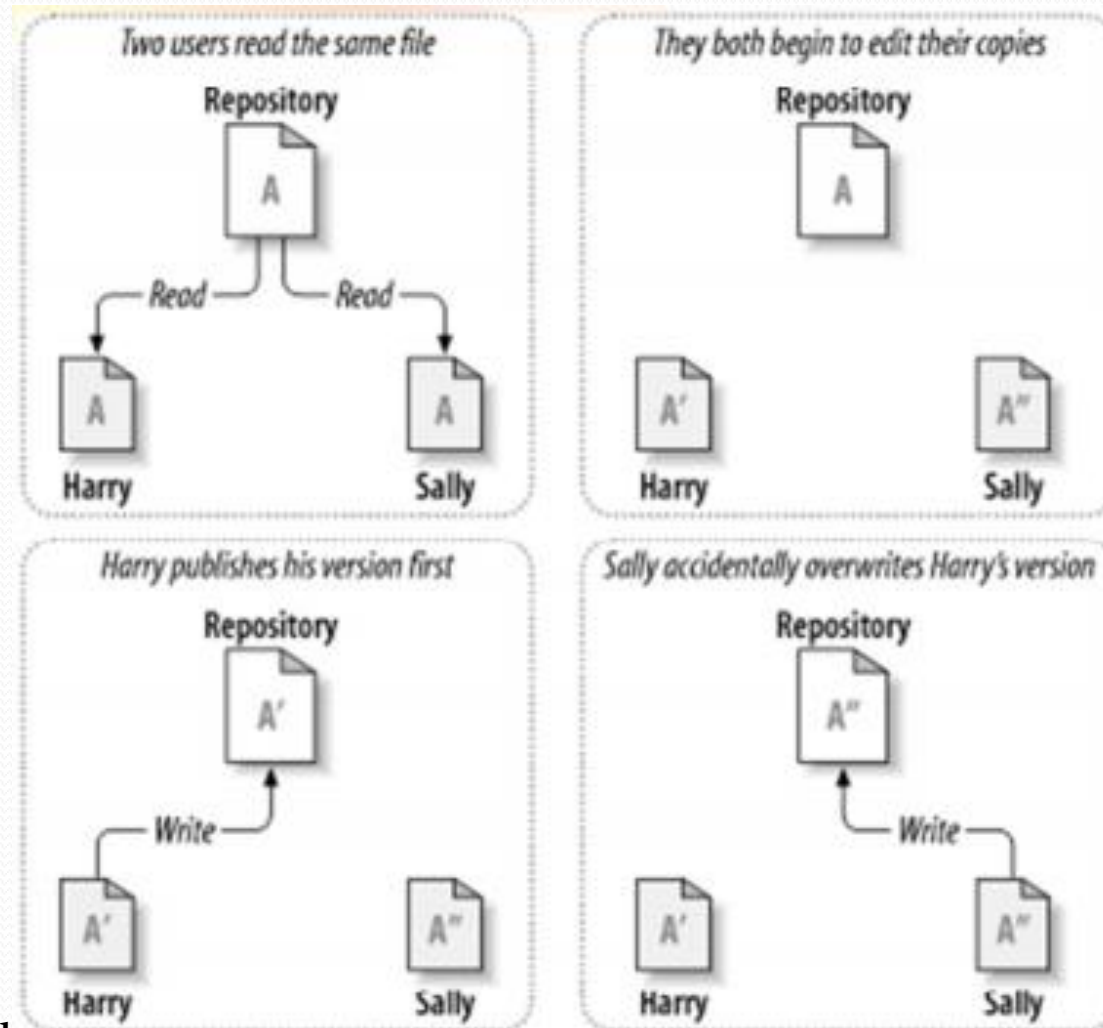 Two users read the same file
Repository
A
Read
Read
A
A
Harry
Sally
They both begin to edit their copies
Repository
A
A'
A"
Harry
Sally
Harry publishes his version first
Repository
A'
Write
A'
A"
Harry
Sally
Sally accidentally overwrites Harry's version
Repository
A"
Write
A'
A"
Harry
Sally